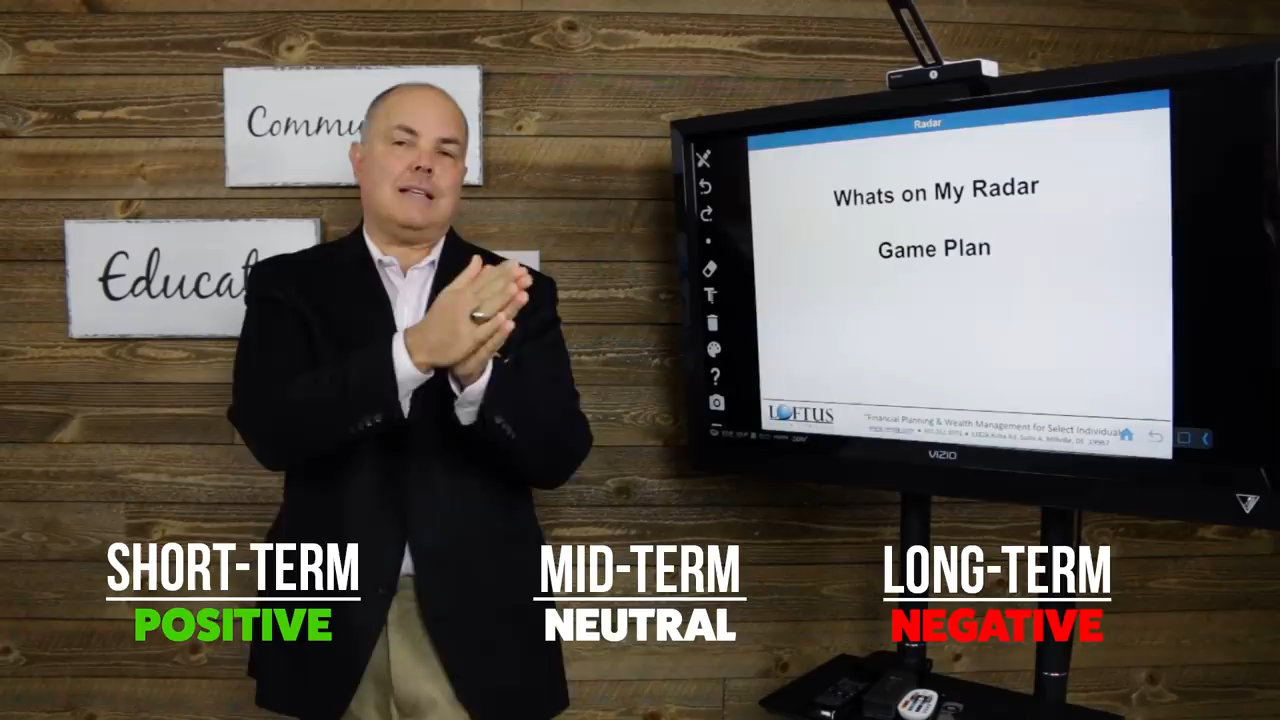 Commu
Educat
Radar
Whats on My Radar
Game Plan
LOFTUS
"Financial Planning & Wealth Management for Select Individual
VIZIO
SHORT-TERM
POSITIVE
MID-TERM
NEUTRAL
LONG-TERM
NEGATIVE